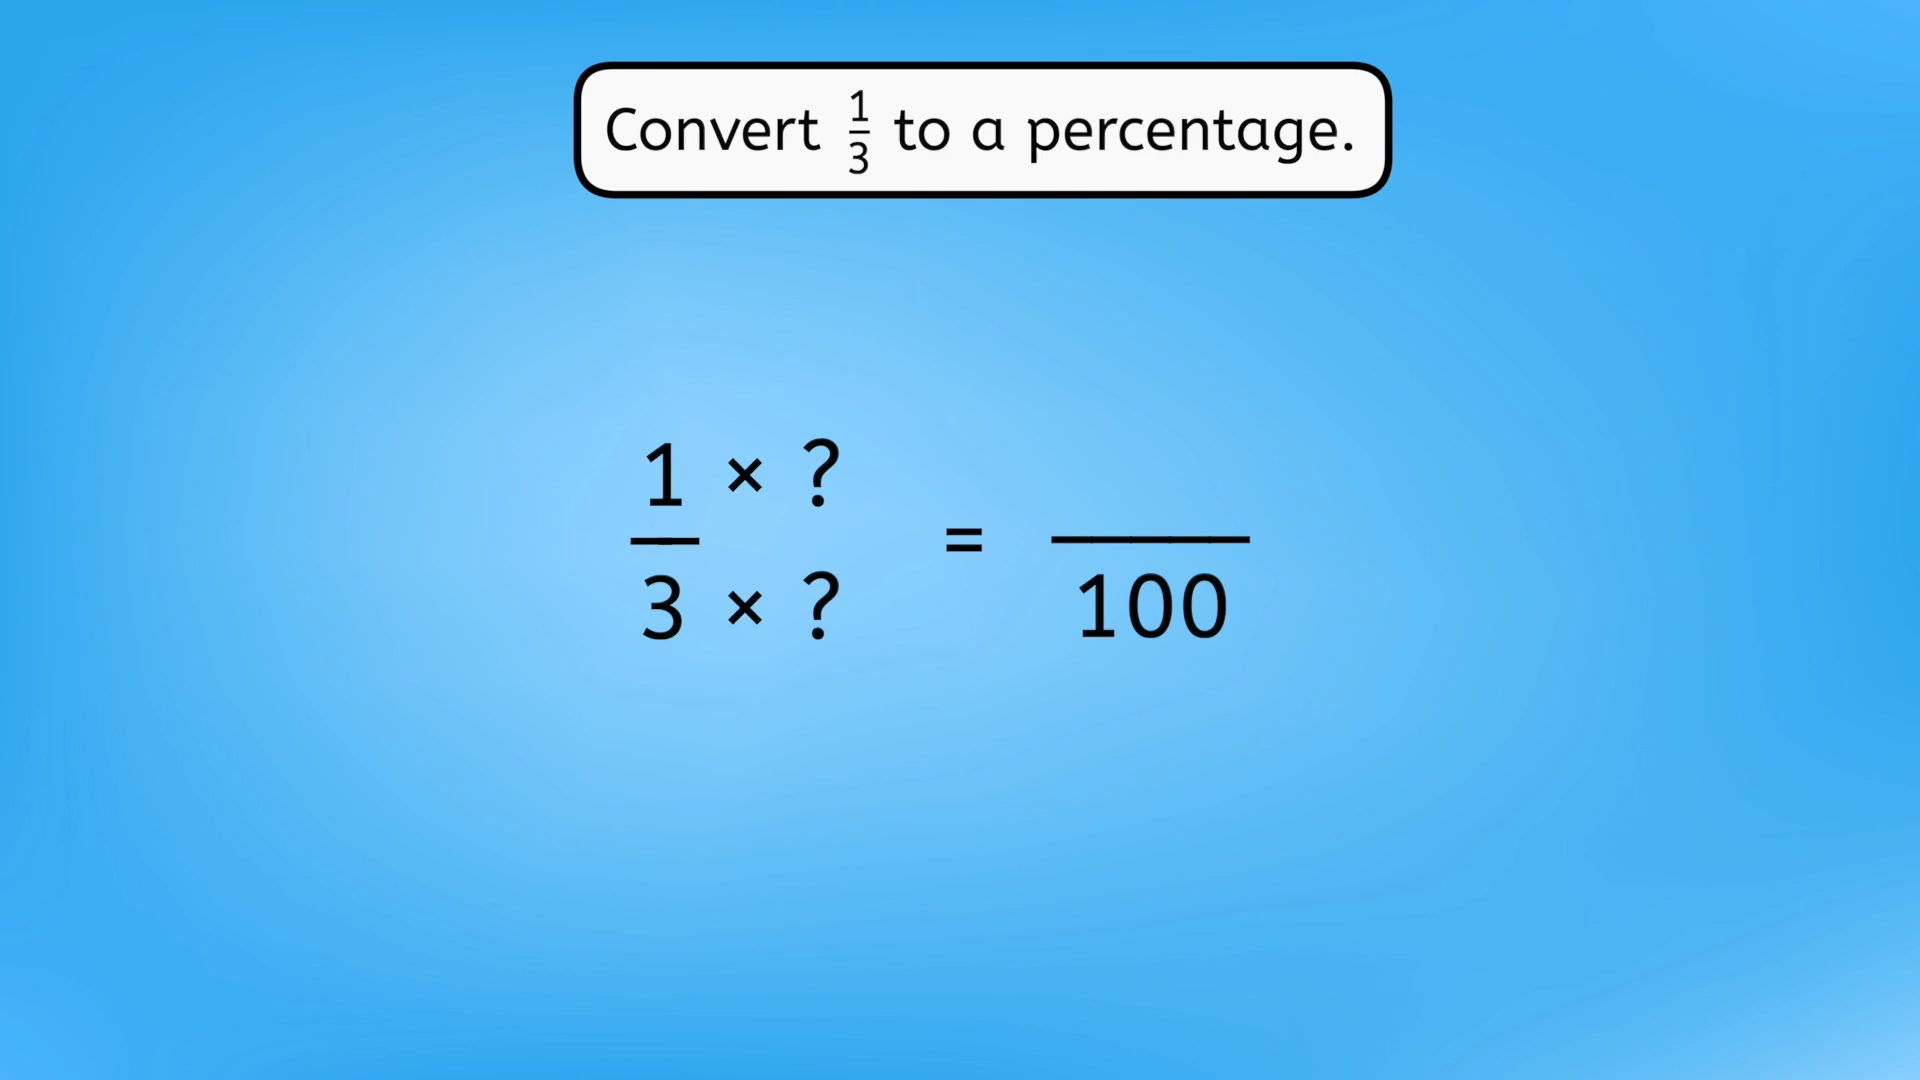 Convert 1/3 to a percentage.
1 × ?
3 × ?
=
100